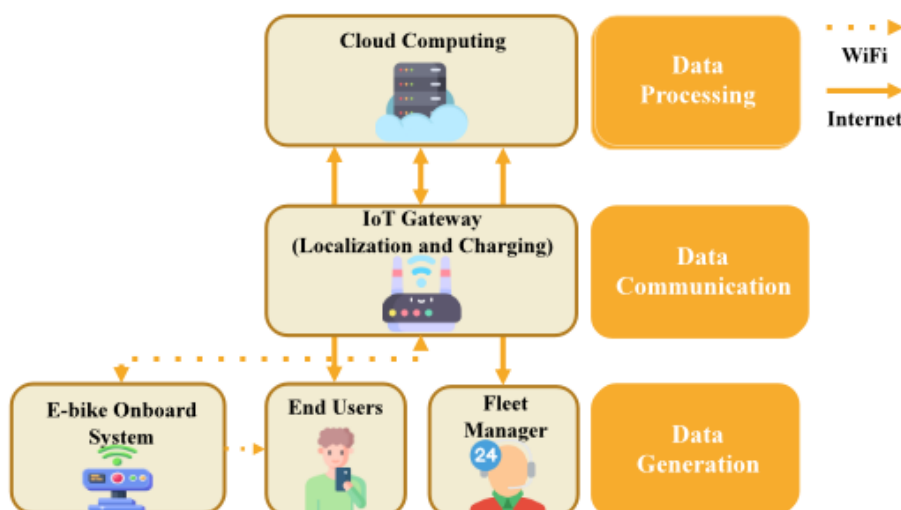 Cloud Computing
Data
Processing
WiFi
Internet
IoT Gateway
(Localization and Charging)
Data
Communication
E-bike Onboard
System
End Users
Fleet
Manager
24
Data
Generation